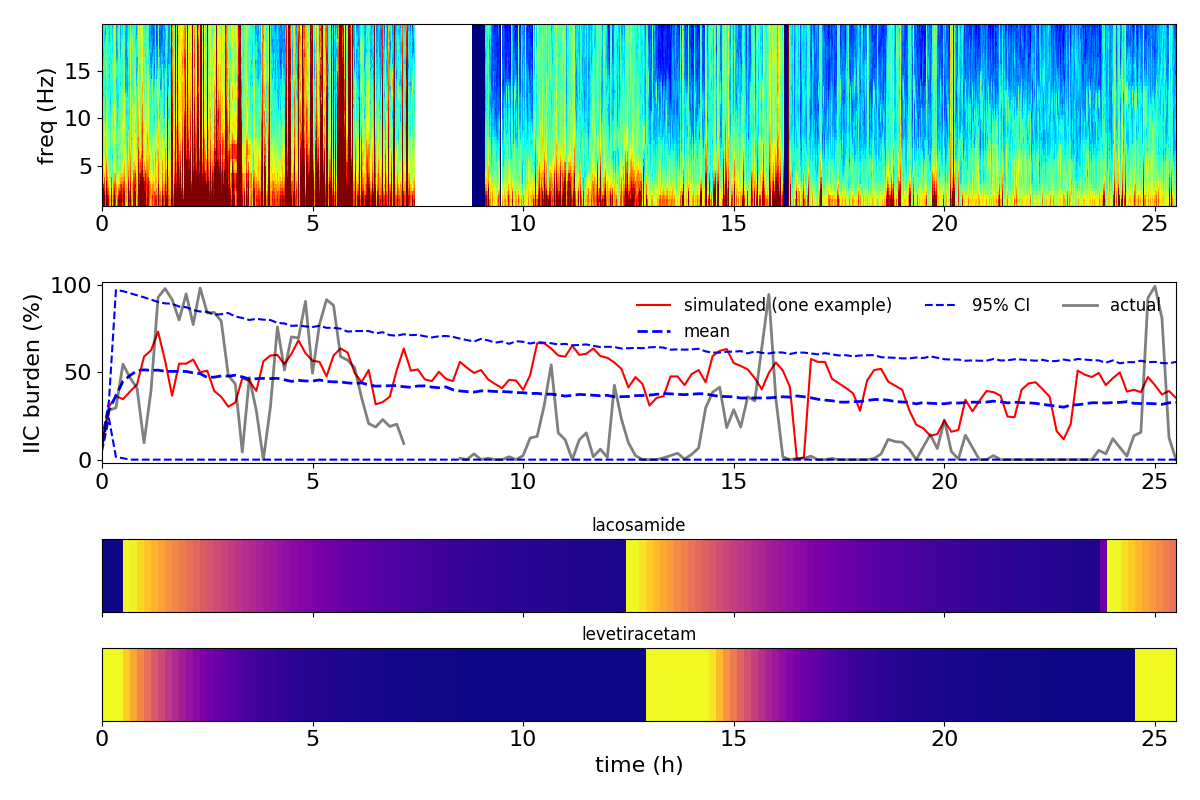 freq (Hz)
15
10
5
0 5 10 15 20 25
IIC burden (%)
100
50
0
simulated (one example)
mean
95% CI
actual
0 5 10 15 20 25
lacosamide
levetiracetam
0 5 10 15 20 25
time (h)